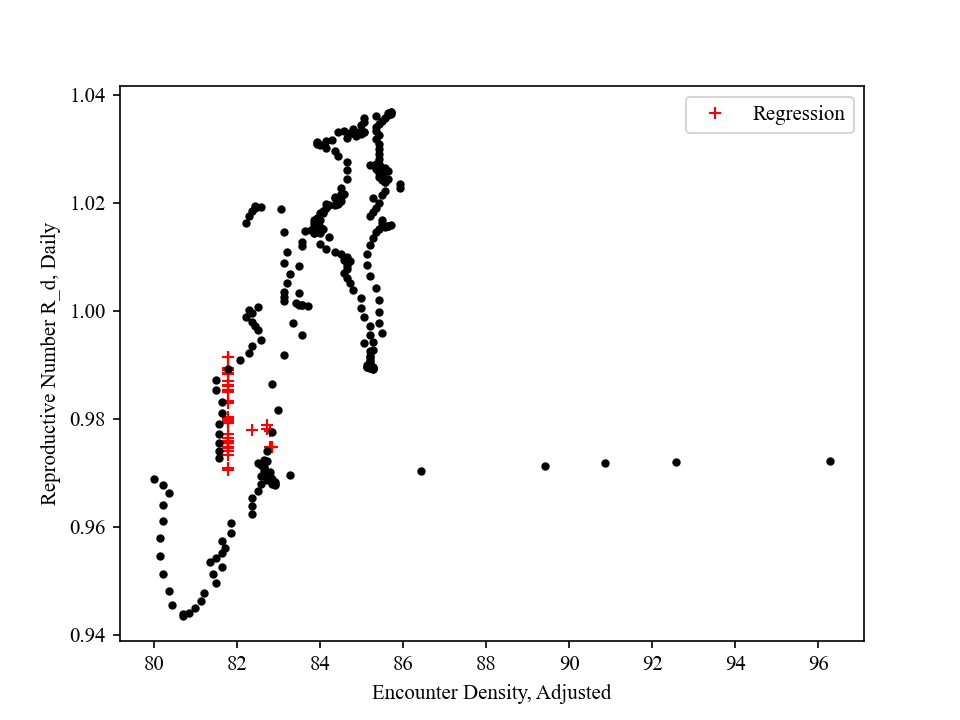 Regression
1.04
1.02
1.00
0.98
0.96
0.94
Reproductive Number R_d, Daily
80 82 84 86 88 90 92 94 96
Encounter Density, Adjusted